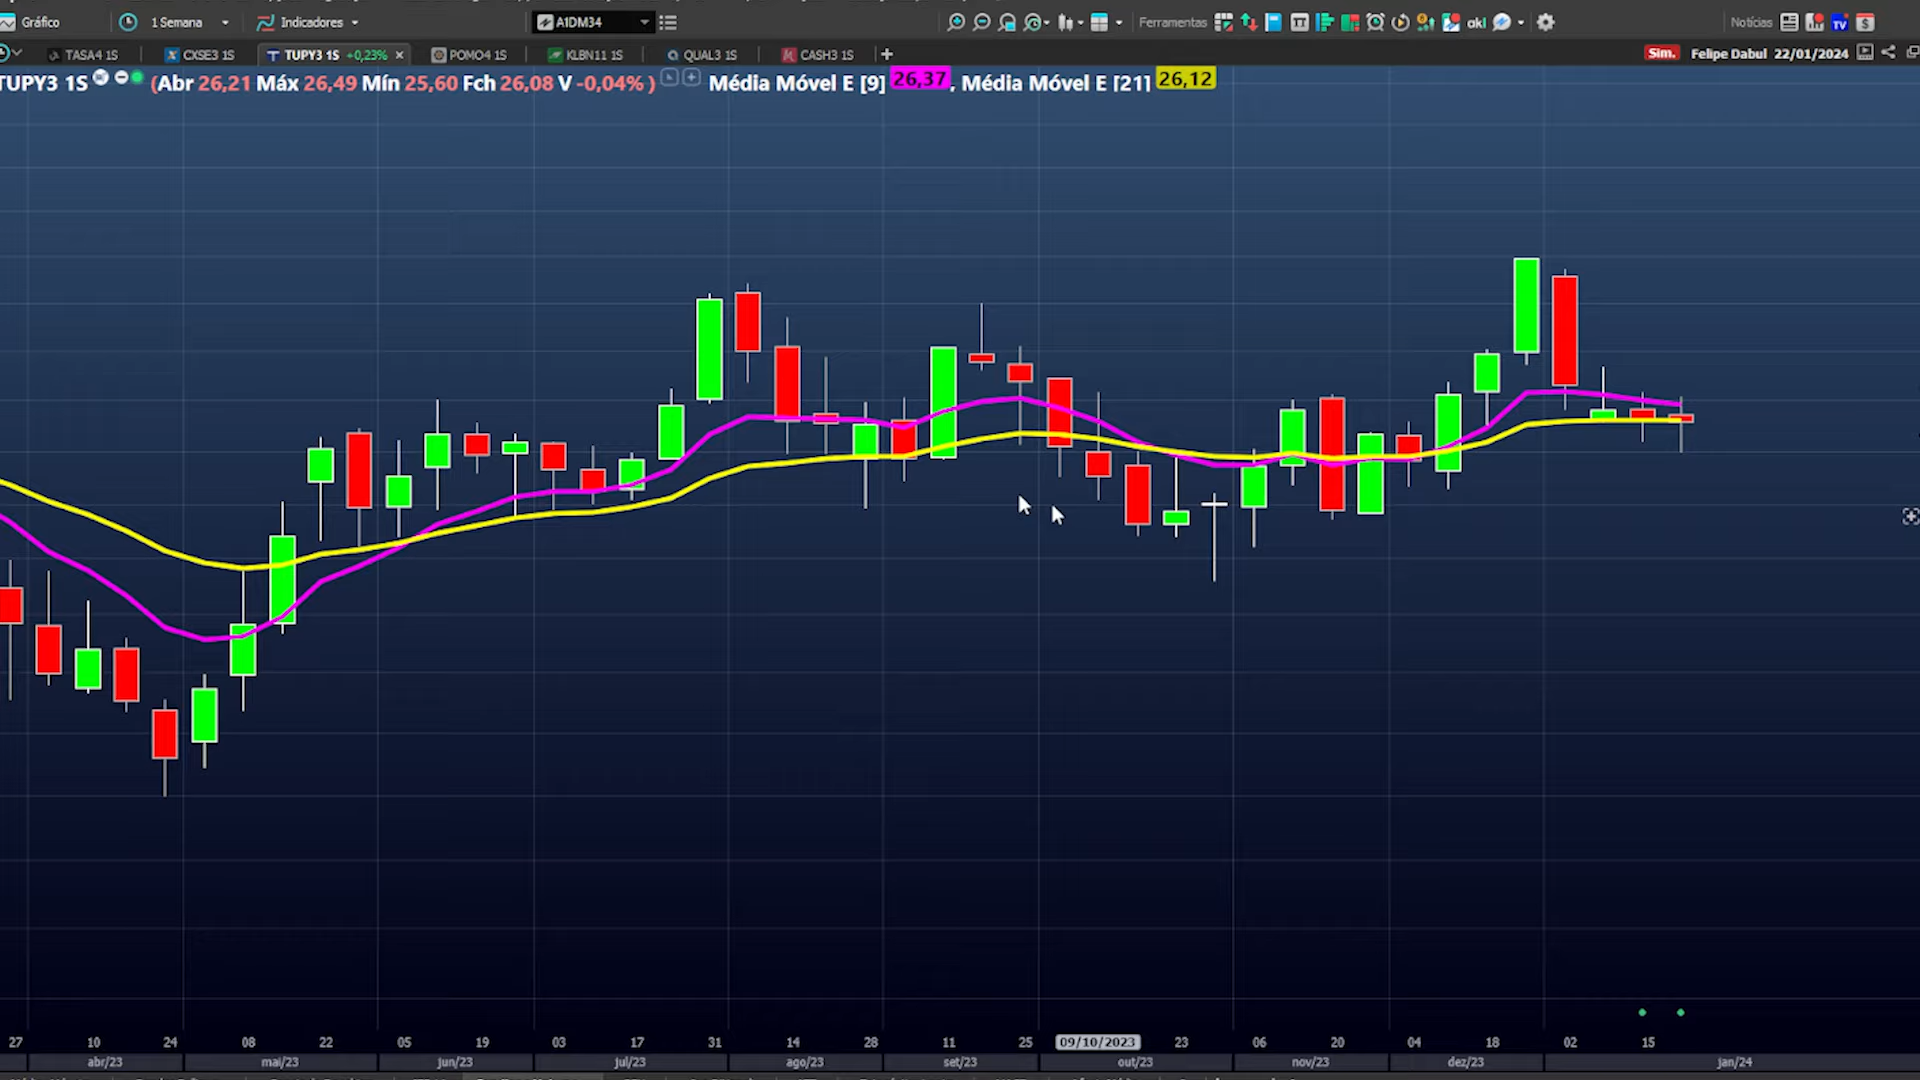 Gráfico 1 Semana Indicadores A1DM34 Ferramentas akl TV Notícias
TASA4 1S CXSE3 1S TUPY3 1S +0,23% × POMO4 1S KLBN11 1S QUAL3 1S CASH3 1S + Sim. Felipe Dabul 22/01/2024
TUPY3 1S (Abr 26,21 Máx 26,49 Mín 25,60 Fch 26,08 V -0,04% ) Média Móvel E [9] 26,37, Média Móvel E [21] 26,12
27 10 24 08 22 05 19 03 17 31 14 28 11 25 09/10/2023 23 06 20 04 18 02 15
abr/23 mai/23 jun/23 jul/23 ago/23 set/23 out/23 nov/23 dez/23 jan/24